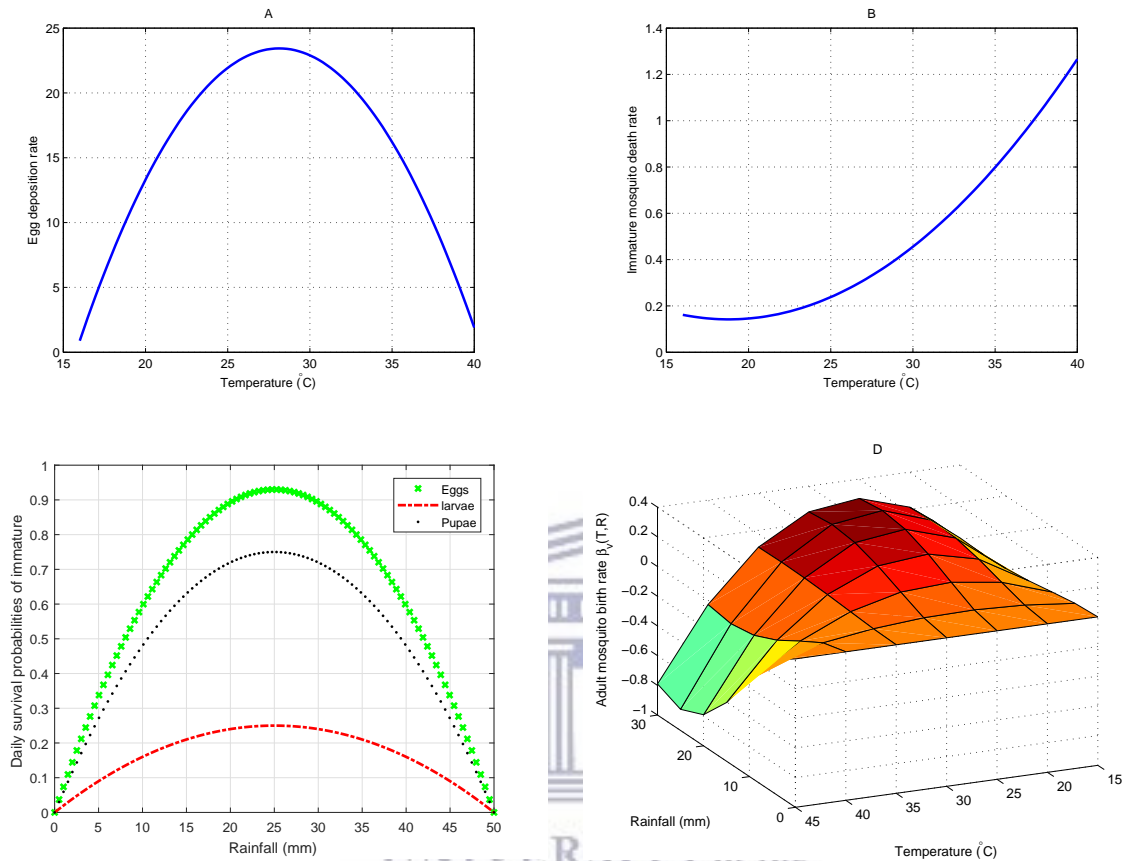 A
Egg deposition rate
25
20
15
10
5
0
15 20 25 30 35 40
Temperature (°C)
B
Immature mosquito death rate
1.4
1.2
1
0.8
0.6
0.4
0.2
0
15 20 25 30 35 40
Temperature (°C)
Daily survival probabilities of immature
1
0.9
0.8
0.7
0.6
0.5
0.4
0.3
0.2
0.1
0
0 5 10 15 20 25 30 35 40 45 50
Rainfall (mm)
Eggs
larvae
Pupae
D
Adult mosquito birth rate βv(T,R)
0.4
0.2
0
−0.2
−0.4
−0.6
−0.8
−1
30
20
10
0
Rainfall (mm)
45 40 35 30 25 20 15
Temperature (°C)